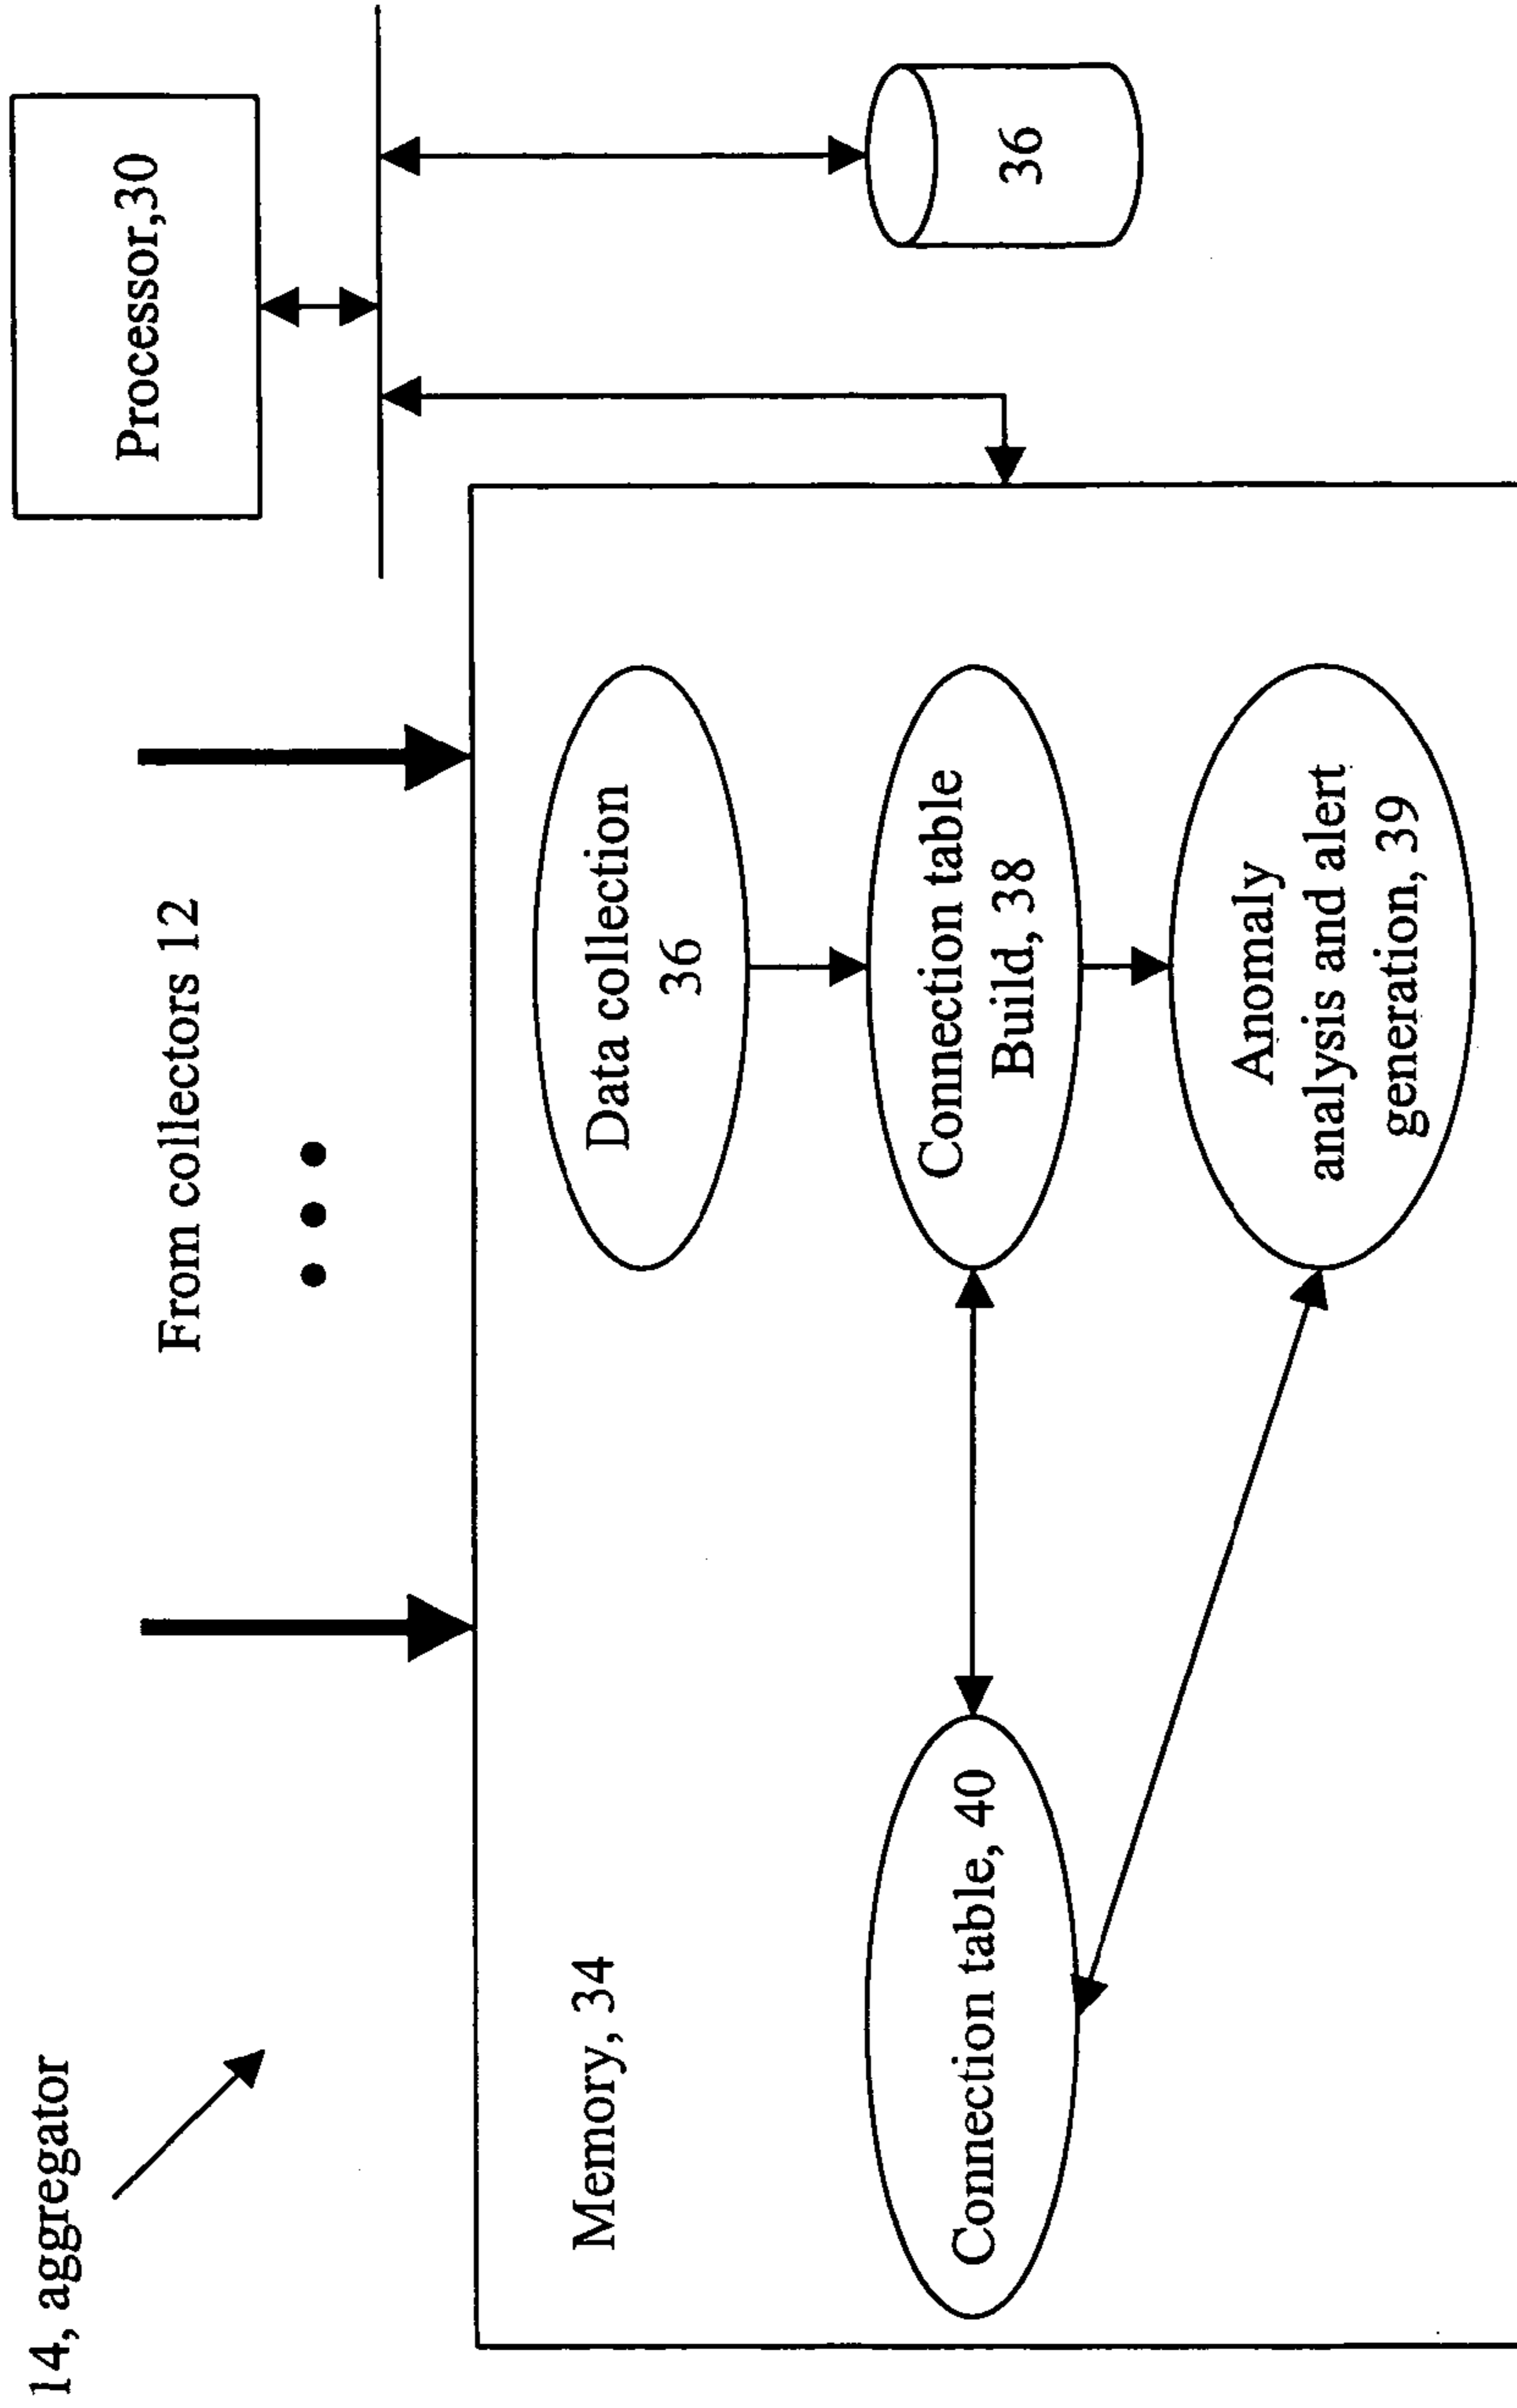 14, aggregator
From collectors 12
Processor,30
Memory, 34
Data collection
36
36
Connection table, 40
Connection table
Build, 38
Anomaly
analysis and alert
generation, 39